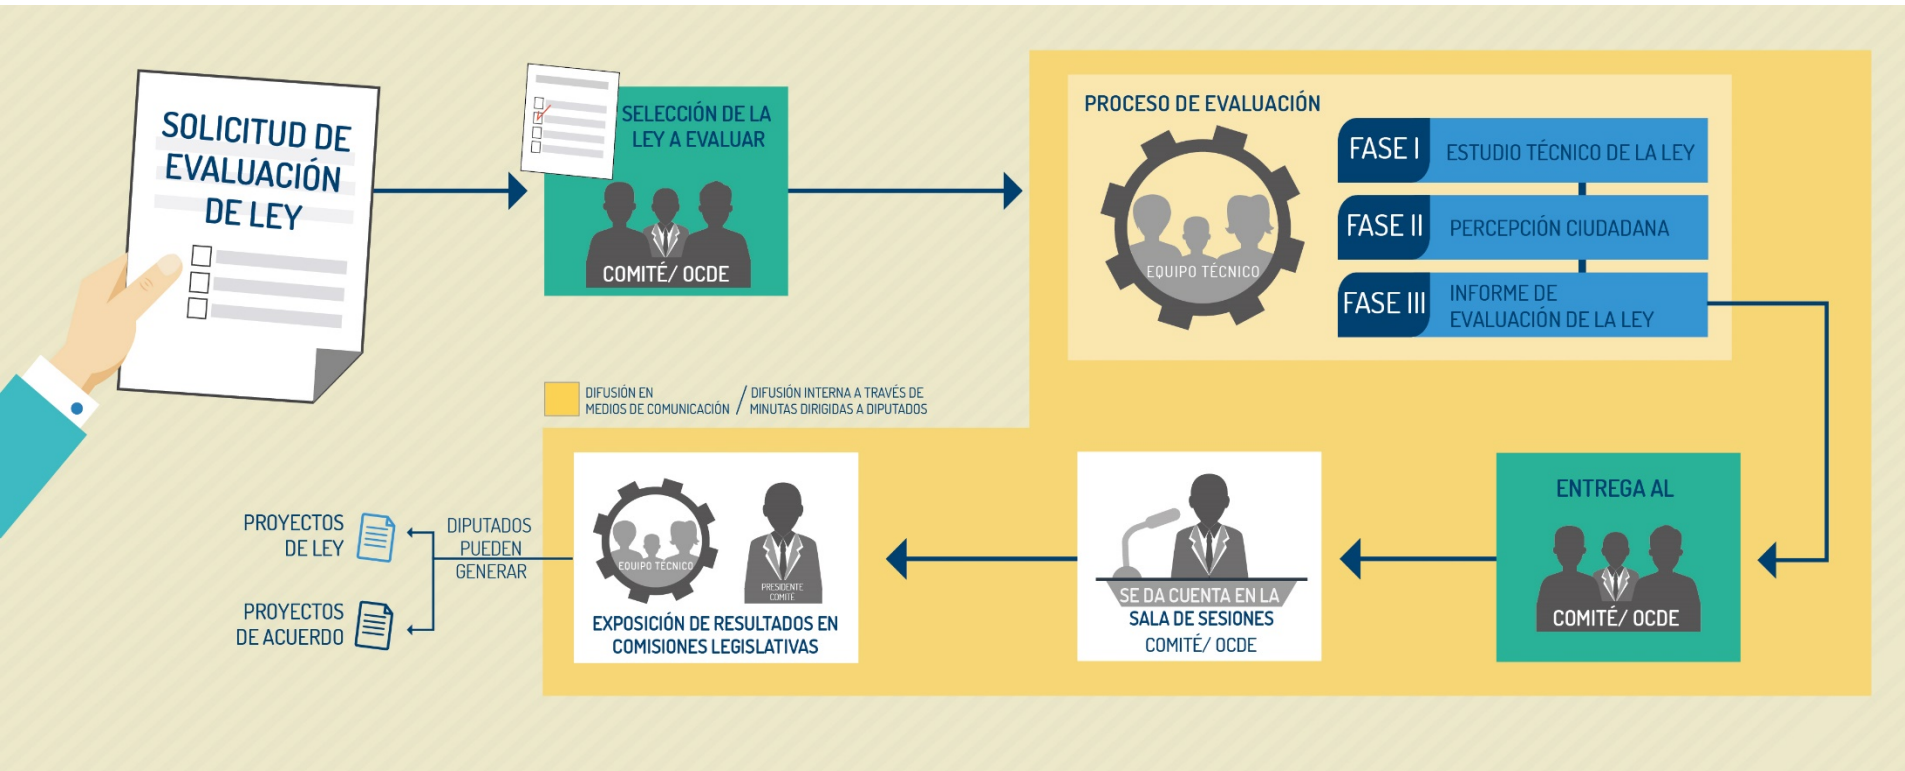 SOLICITUD DE
EVALUACIÓN
DE LEY
SELECCIÓN DE LA
LEY A EVALUAR
COMITÉ/ OCDE
PROCESO DE EVALUACIÓN
EQUIPO TÉCNICO
FASE I
ESTUDIO TÉCNICO DE LA LEY
FASE II
PERCEPCIÓN CIUDADANA
FASE III
INFORME DE
EVALUACIÓN DE LA LEY
DIFUSIÓN EN
MEDIOS DE COMUNICACIÓN
/
DIFUSIÓN INTERNA A TRAVÉS DE
MINUTAS DIRIGIDAS A DIPUTADOS
ENTREGA AL
COMITÉ/ OCDE
SE DA CUENTA EN LA
SALA DE SESIONES
COMITÉ/ OCDE
EQUIPO TÉCNICO
PRESIDENTE
COMITÉ
EXPOSICIÓN DE RESULTADOS EN
COMISIONES LEGISLATIVAS
DIPUTADOS
PUEDEN
GENERAR
PROYECTOS
DE LEY
PROYECTOS
DE ACUERDO